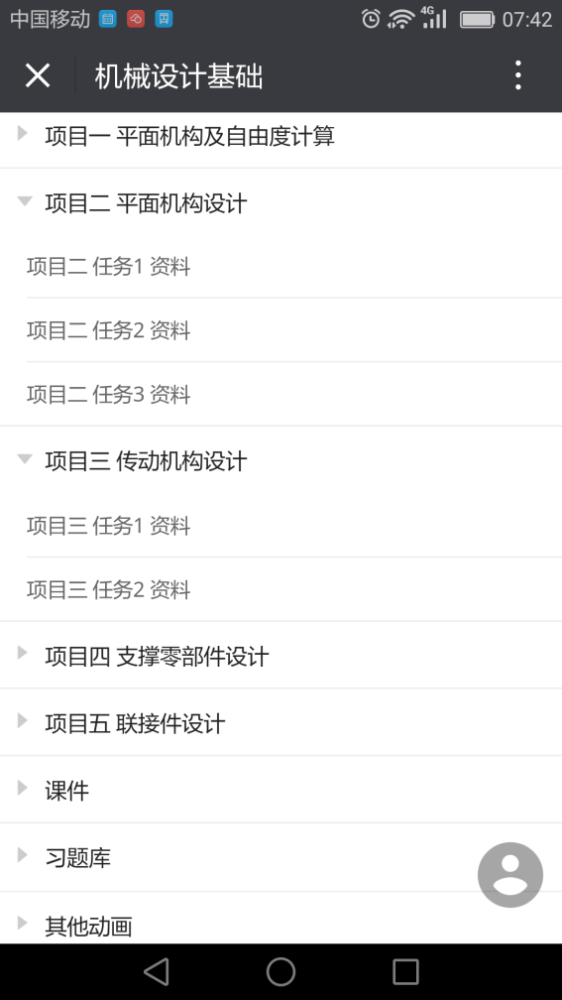 中国移动 4G 07:42
机械设计基础
项目一 平面机构及自由度计算
项目二 平面机构设计
项目二 任务1 资料
项目二 任务2 资料
项目二 任务3 资料
项目三 传动机构设计
项目三 任务1 资料
项目三 任务2 资料
项目四 支撑零部件设计
项目五 联接件设计
课件
习题库
其他动画